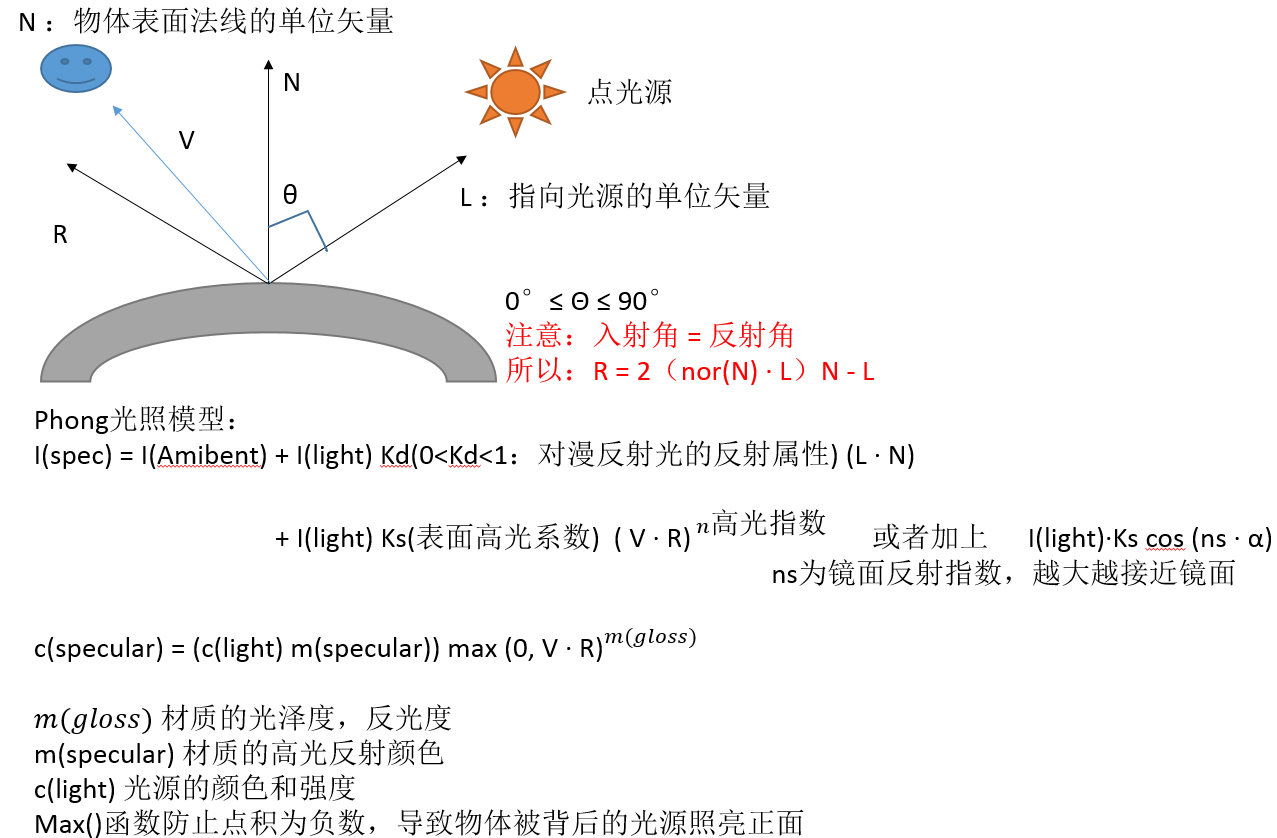 N： 物体表面法线的单位矢量
N
点光源
V
θ
L： 指向光源的单位矢量
R
0°≤ Θ ≤ 90°
注意：入射角 = 反射角
所以：R = 2（nor(N) · L）N - L
Phong光照模型：
I(spec) = I(Amibent) + I(light) Kd(0<Kd<1：对漫反射光的反射属性) (L · N)
+ I(light) Ks(表面高光系数) ( V · R)^n高光指数 或者加上 I(light)·Ks cos (ns · α)
ns为镜面反射指数，越大越接近镜面
c(specular) = (c(light) m(specular)) max (0, V · R)^m(gloss)
m(gloss) 材质的光泽度，反光度
m(specular) 材质的高光反射颜色
c(light) 光源的颜色和强度
Max()函数防止点积为负数，导致物体被背后的光源照亮正面